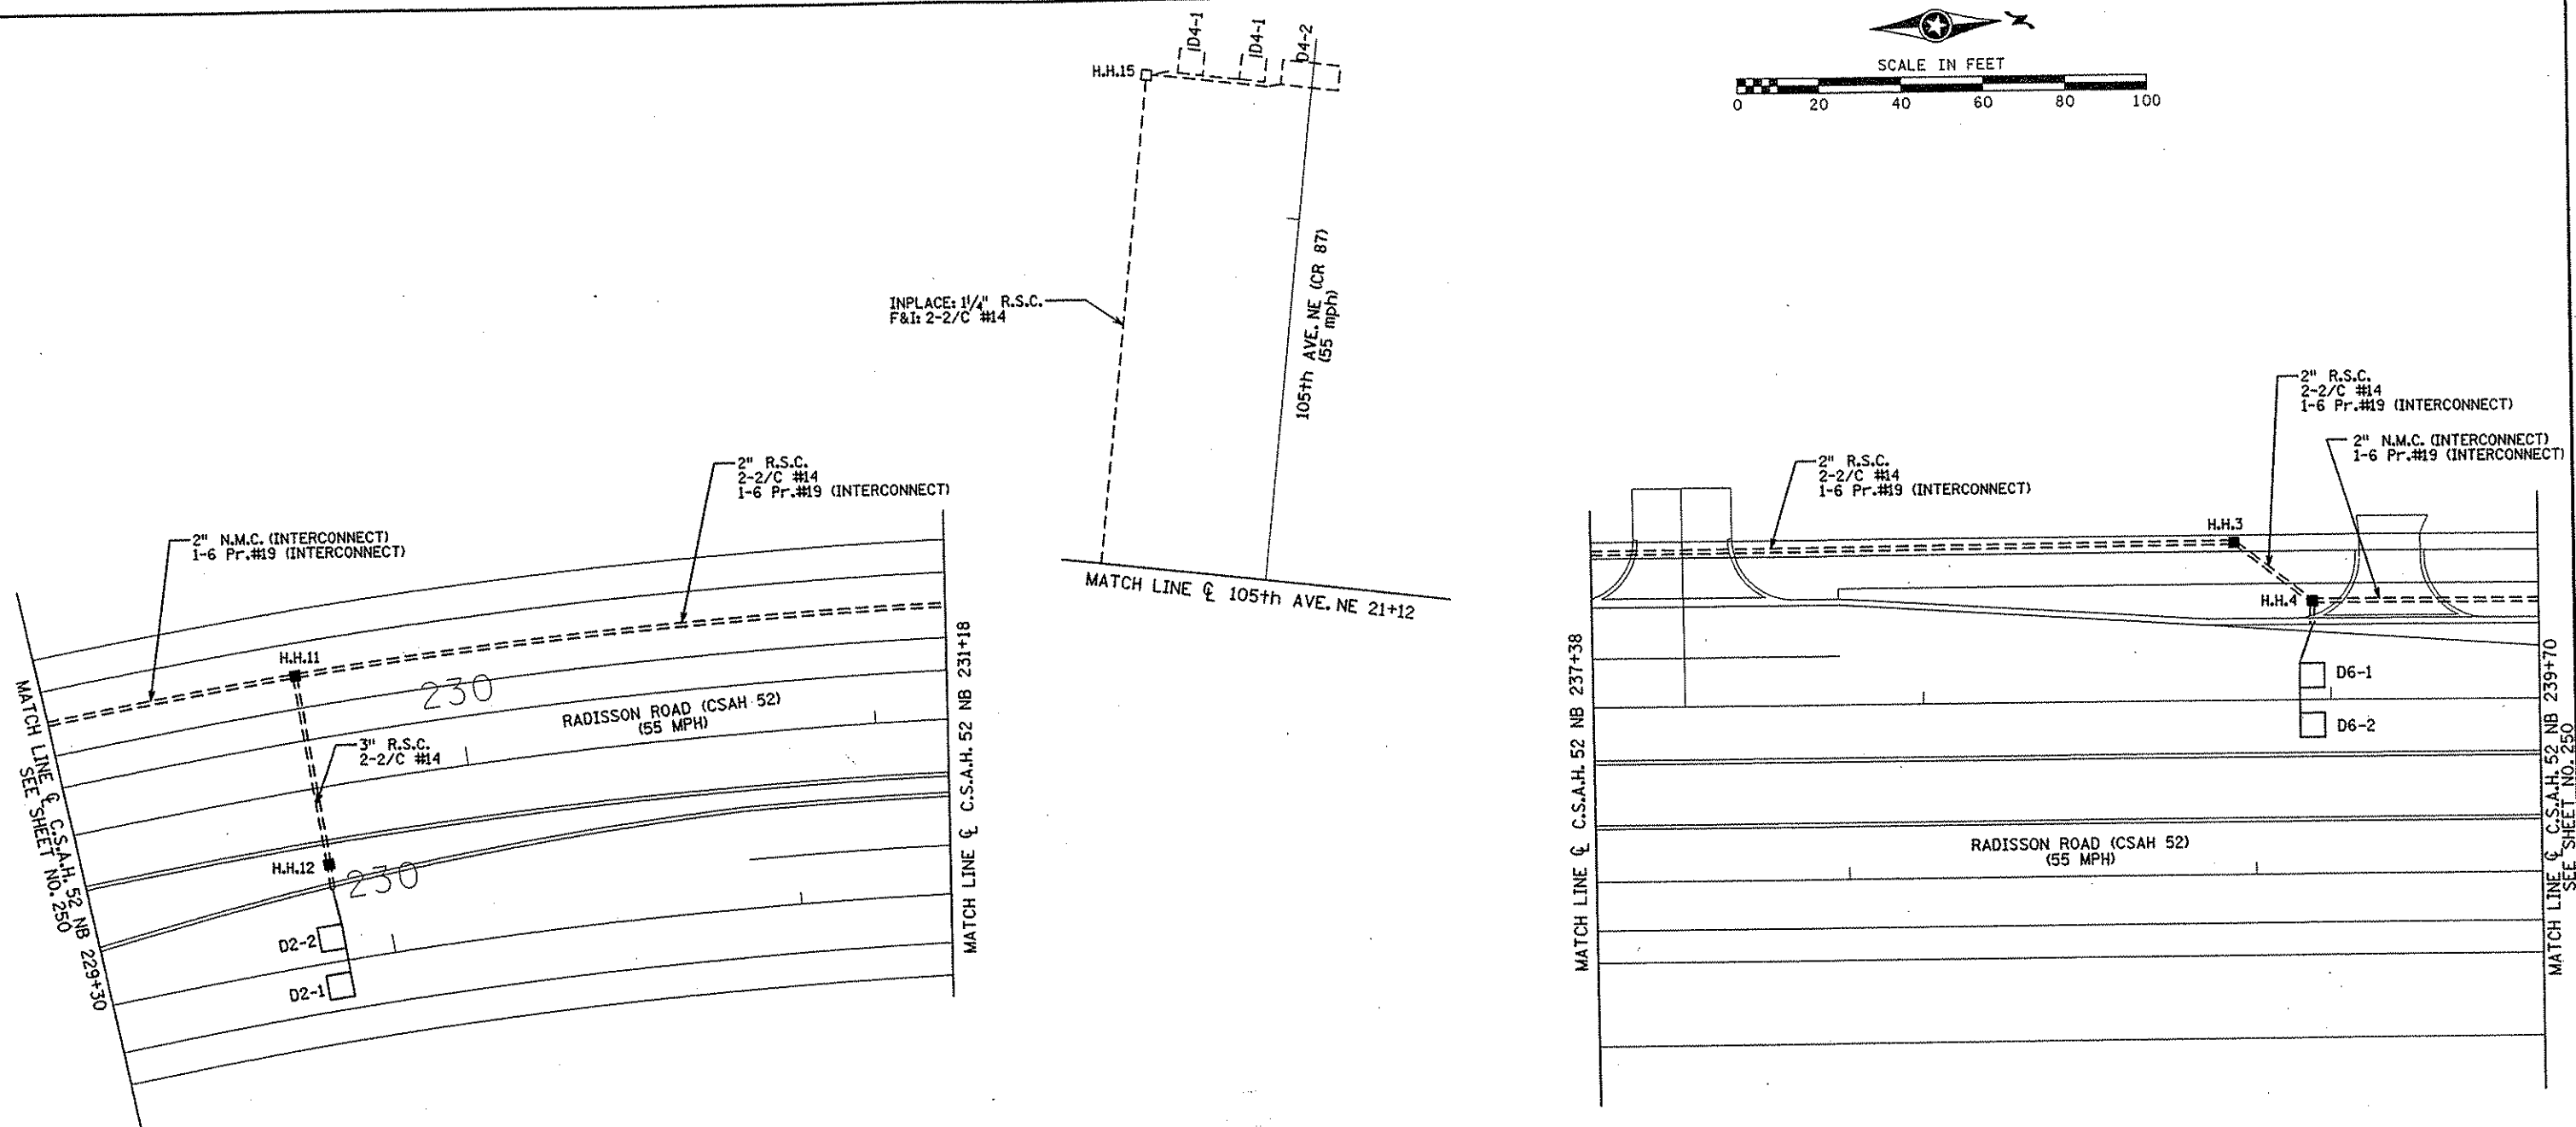 ID4-1
ID4-1
D4-2
H.H.15
SCALE IN FEET
0 20 40 60 80 100
INPLACE: 1¼" R.S.C.
F&I: 2-2/C #14
105th AVE. NE (CR 87)
(55 mph)
MATCH LINE ℄ 105th AVE. NE 21+12
2" N.M.C. (INTERCONNECT)
1-6 Pr.#19 (INTERCONNECT)
2" R.S.C.
2-2/C #14
1-6 Pr.#19 (INTERCONNECT)
H.H.11
230
RADISSON ROAD (CSAH 52)
(55 MPH)
3" R.S.C.
2-2/C #14
H.H.12
230
D2-2
D2-1
MATCH LINE ℄ C.S.A.H. 52 NB 229+30
SEE SHEET NO. 250
MATCH LINE ℄ C.S.A.H. 52 NB 231+18
2" R.S.C.
2-2/C #14
1-6 Pr.#19 (INTERCONNECT)
2" R.S.C.
2-2/C #14
1-6 Pr.#19 (INTERCONNECT)
2" N.M.C. (INTERCONNECT)
1-6 Pr.#19 (INTERCONNECT)
H.H.3
H.H.4
D6-1
D6-2
RADISSON ROAD (CSAH 52)
(55 MPH)
MATCH LINE ℄ C.S.A.H. 52 NB 237+38
MATCH LINE ℄ C.S.A.H. 52 NB 239+70
SEE SHEET NO. 250